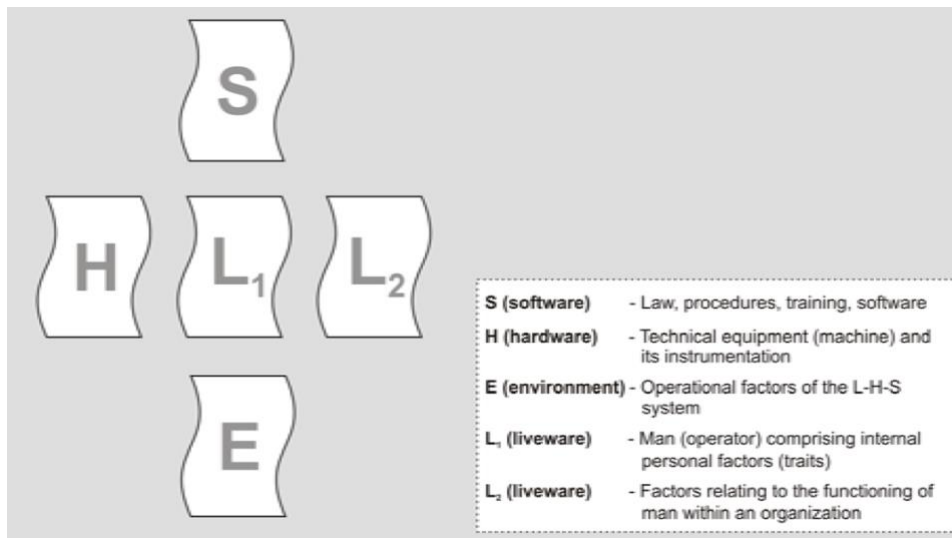 S
H L₁ L₂
E
S (software) - Law, procedures, training, software
H (hardware) - Technical equipment (machine) and
its instrumentation
E (environment) - Operational factors of the L-H-S
system
L₁ (liveware) - Man (operator) comprising internal
personal factors (traits)
L₂ (liveware) - Factors relating to the functioning of
man within an organization